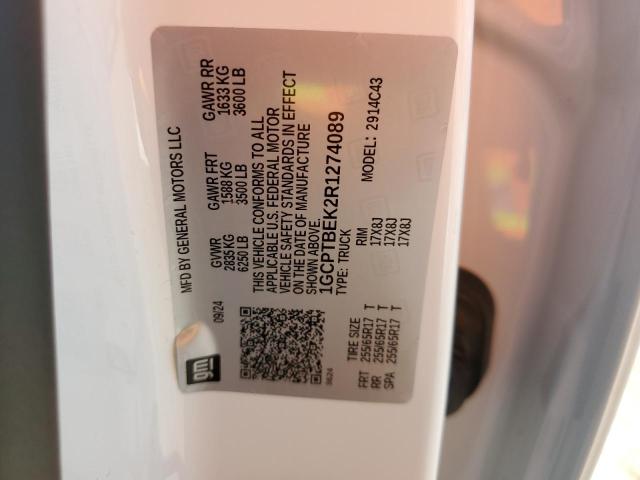 MFD BY GENERAL MOTORS LLC
09/24
GVWR GAWR FRT GAWR RR
2835 KG 1588 KG 1633 KG
6250 LB 3500 LB 3600 LB
THIS VEHICLE CONFORMS TO ALL
APPLICABLE U.S. FEDERAL MOTOR
VEHICLE SAFETY STANDARDS IN EFFECT
ON THE DATE OF MANUFACTURE
SHOWN ABOVE.
1GCPTBEK2R1274089
TYPE: TRUCK MODEL: 2914C43
gm
0624
TIRE SIZE RIM
FRT 255/65R17 T 17X8J
RR 255/65R17 T 17X8J
SPA 255/65R17 T 17X8J